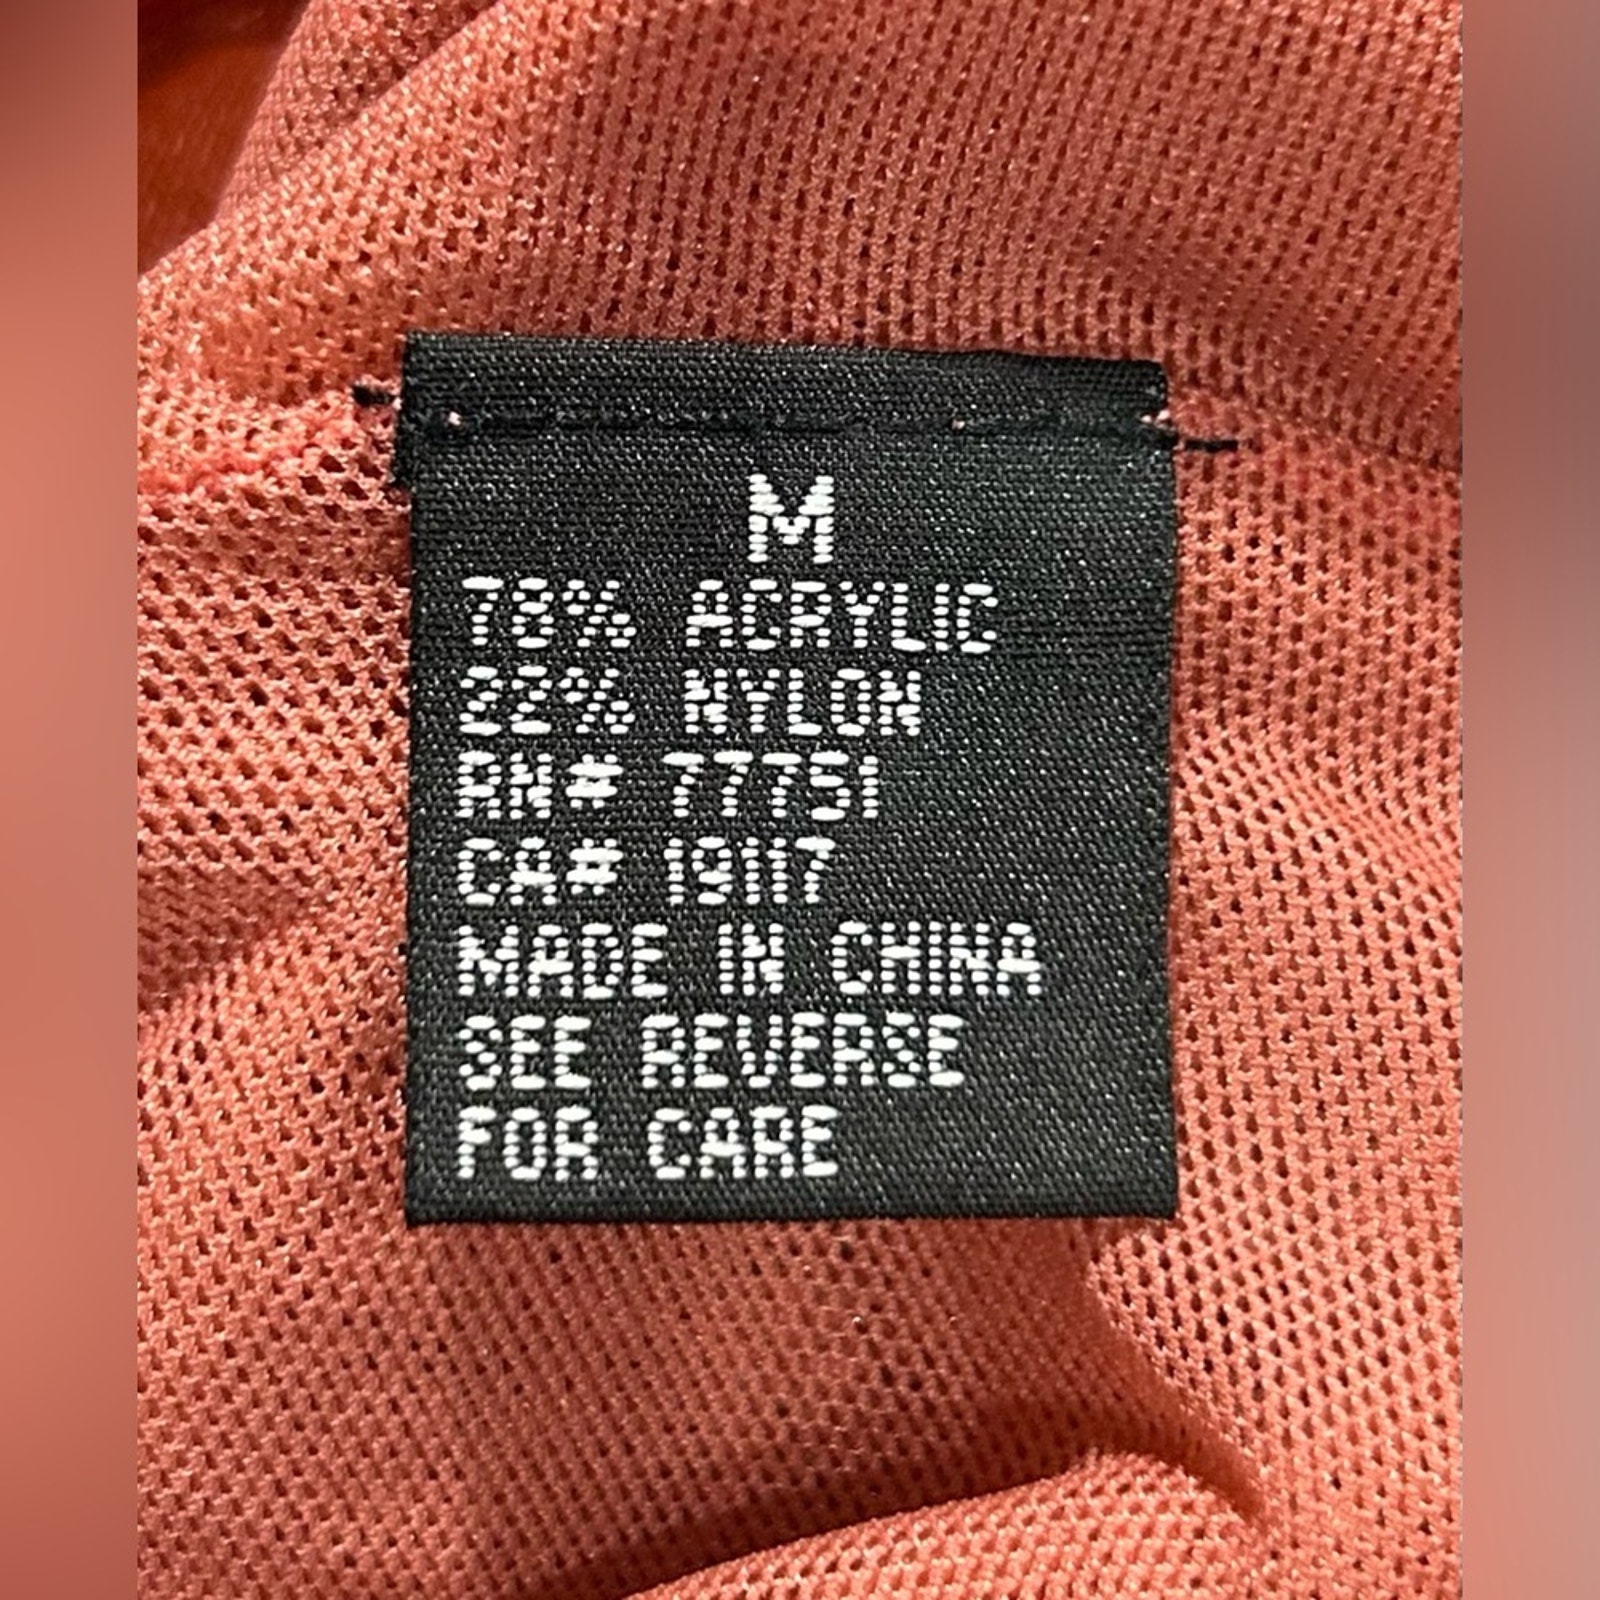 M
78% ACRYLIC
22% NYLON
RN# 77751
CA# 19117
MADE IN CHINA
SEE REVERSE
FOR CARE